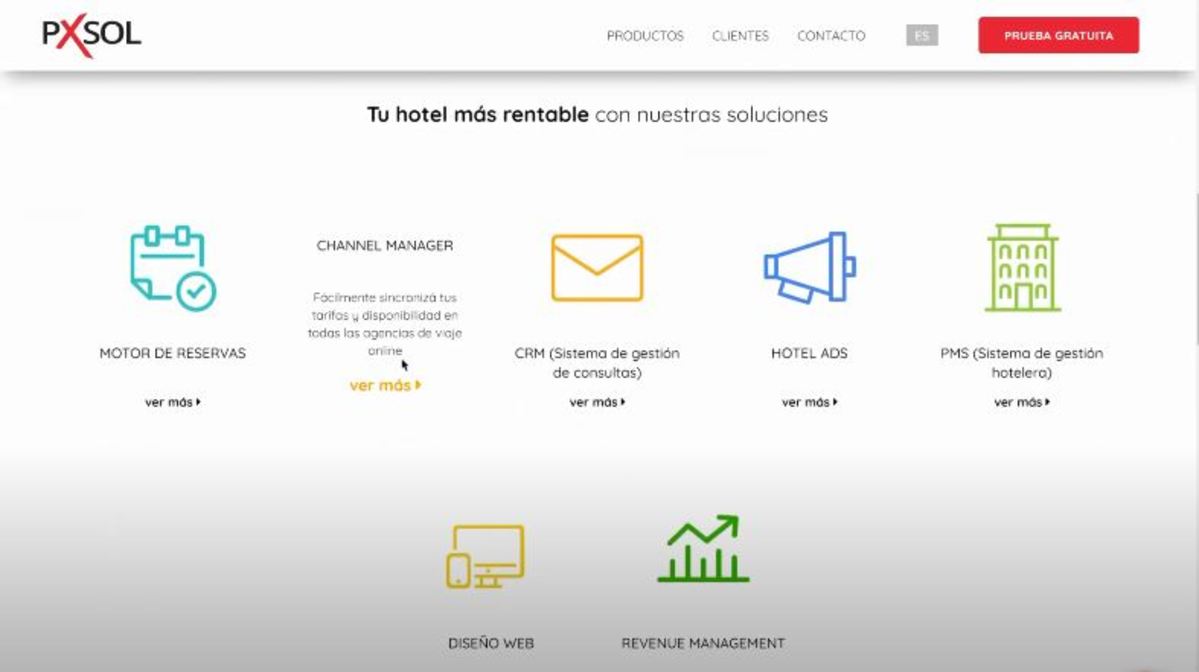 PXSOL
PRODUCTOS
CLIENTES
CONTACTO
ES
PRUEBA GRATUITA
Tu hotel más rentable con nuestras soluciones
MOTOR DE RESERVAS
ver más
CHANNEL MANAGER
Fácilmente sincronizá tus
tarifas y disponibilidad en
todas las agencias de viaje
online
ver más
CRM (Sistema de gestión
de consultas)
ver más
HOTEL ADS
ver más
PMS (Sistema de gestión
hotelera)
ver más
DISEÑO WEB
REVENUE MANAGEMENT